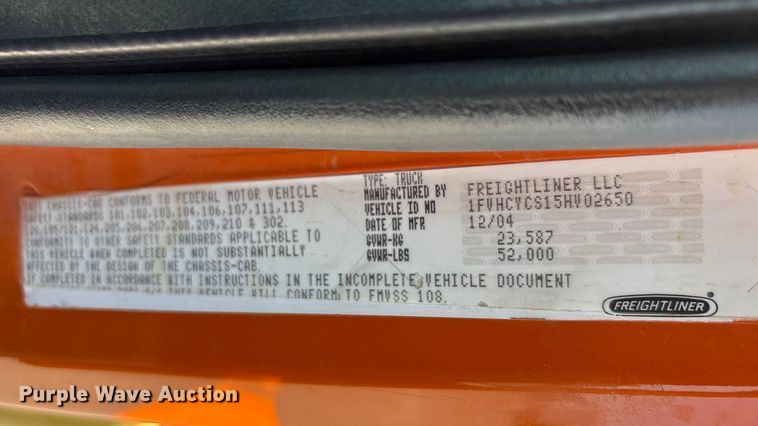 THIS CHASSIS-CAB CONFORMS TO FEDERAL MOTOR VEHICLE
SAFETY STANDARDS 101,102,103,104,106,107,111,113
120,105/121,124,205,206,207,208,209,210 & 302.
CONFORMITY TO OTHER SAFETY STANDARDS APPLICABLE TO
THIS VEHICLE WHEN COMPLETED IS NOT SUBSTANTIALLY
AFFECTED BY THE DESIGN OF THE CHASSIS-CAB.
IF COMPLETED IN ACCORDANCE WITH INSTRUCTIONS IN THE INCOMPLETE VEHICLE DOCUMENT
THIS VEHICLE WILL CONFORM TO FMVSS 108.
TYPE: TRUCK
MANUFACTURED BY FREIGHTLINER LLC
VEHICLE ID NO 1FVHCYCS15HV02650
DATE OF MFR 12/04
GVWR-KG 23,587
GVWR-LBS 52,000
FREIGHTLINER
Purple Wave Auction